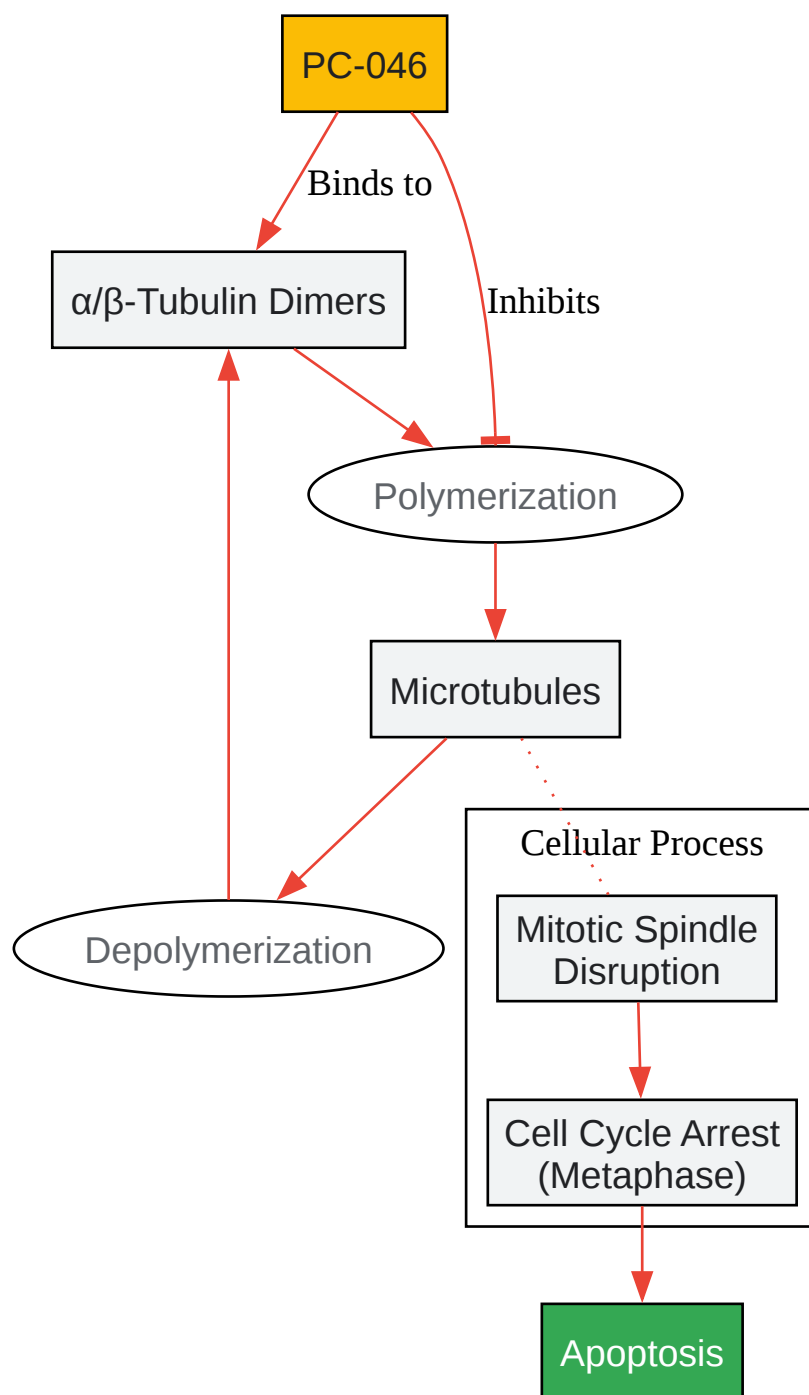 PC-046
Binds to
α/β-Tubulin Dimers
Inhibits
Polymerization
Microtubules
Cellular Process
Mitotic Spindle
Disruption
Depolymerization
Cell Cycle Arrest
(Metaphase)
Apoptosis